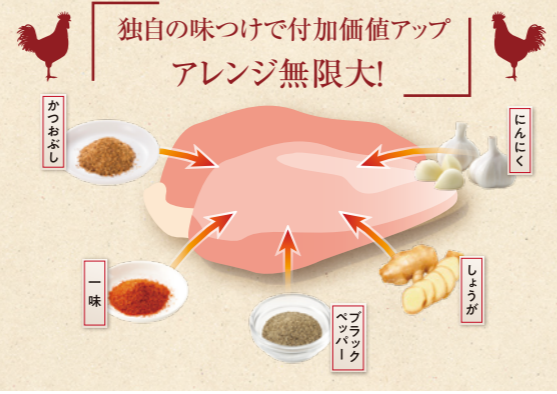 独自の味つけで付加価値アップ
アレンジ無限大!
かつおぶし
にんにく
一味
ブラック
ペッパー
しょうが